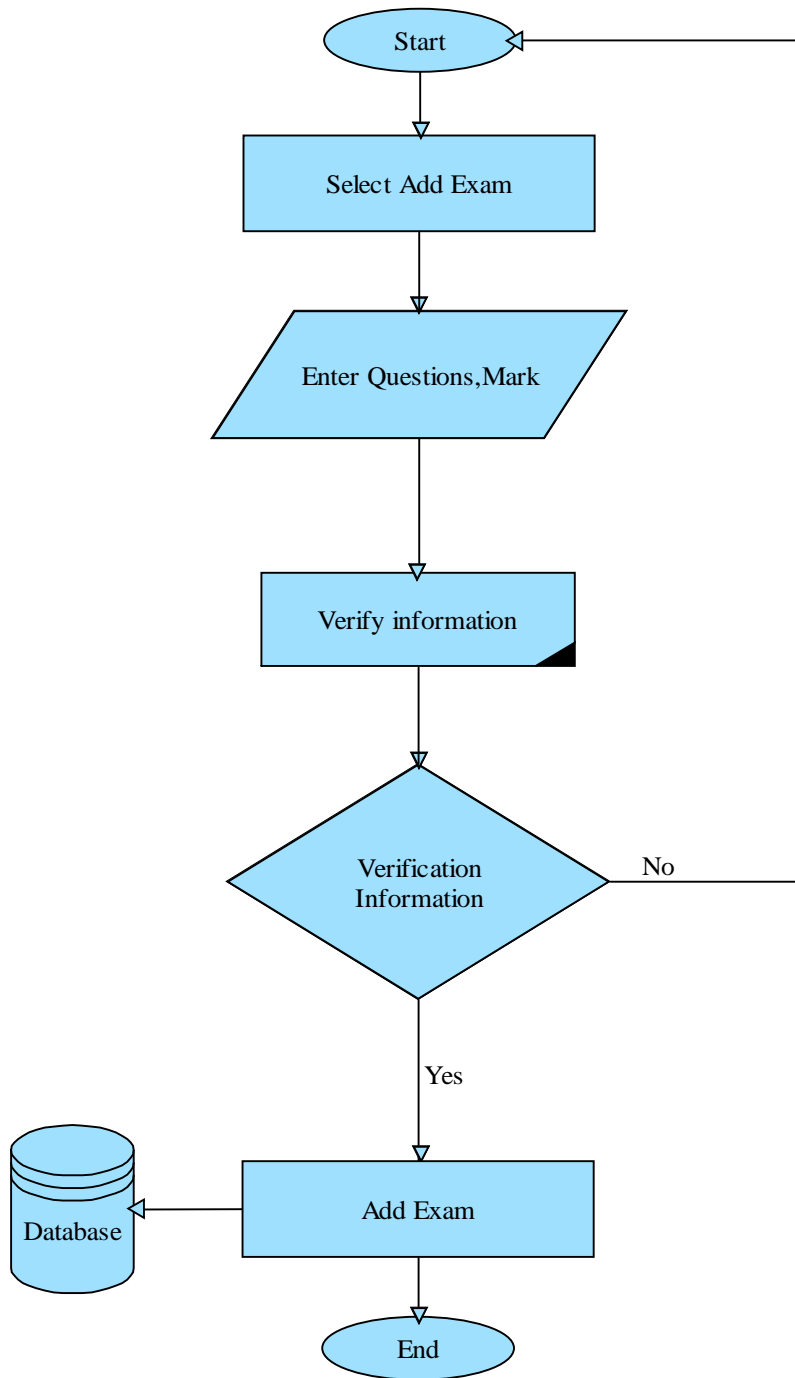 Start
Select Add Exam
Enter Questions,Mark
Verify information
Verification
Information
No
Yes
Add Exam
Database
End